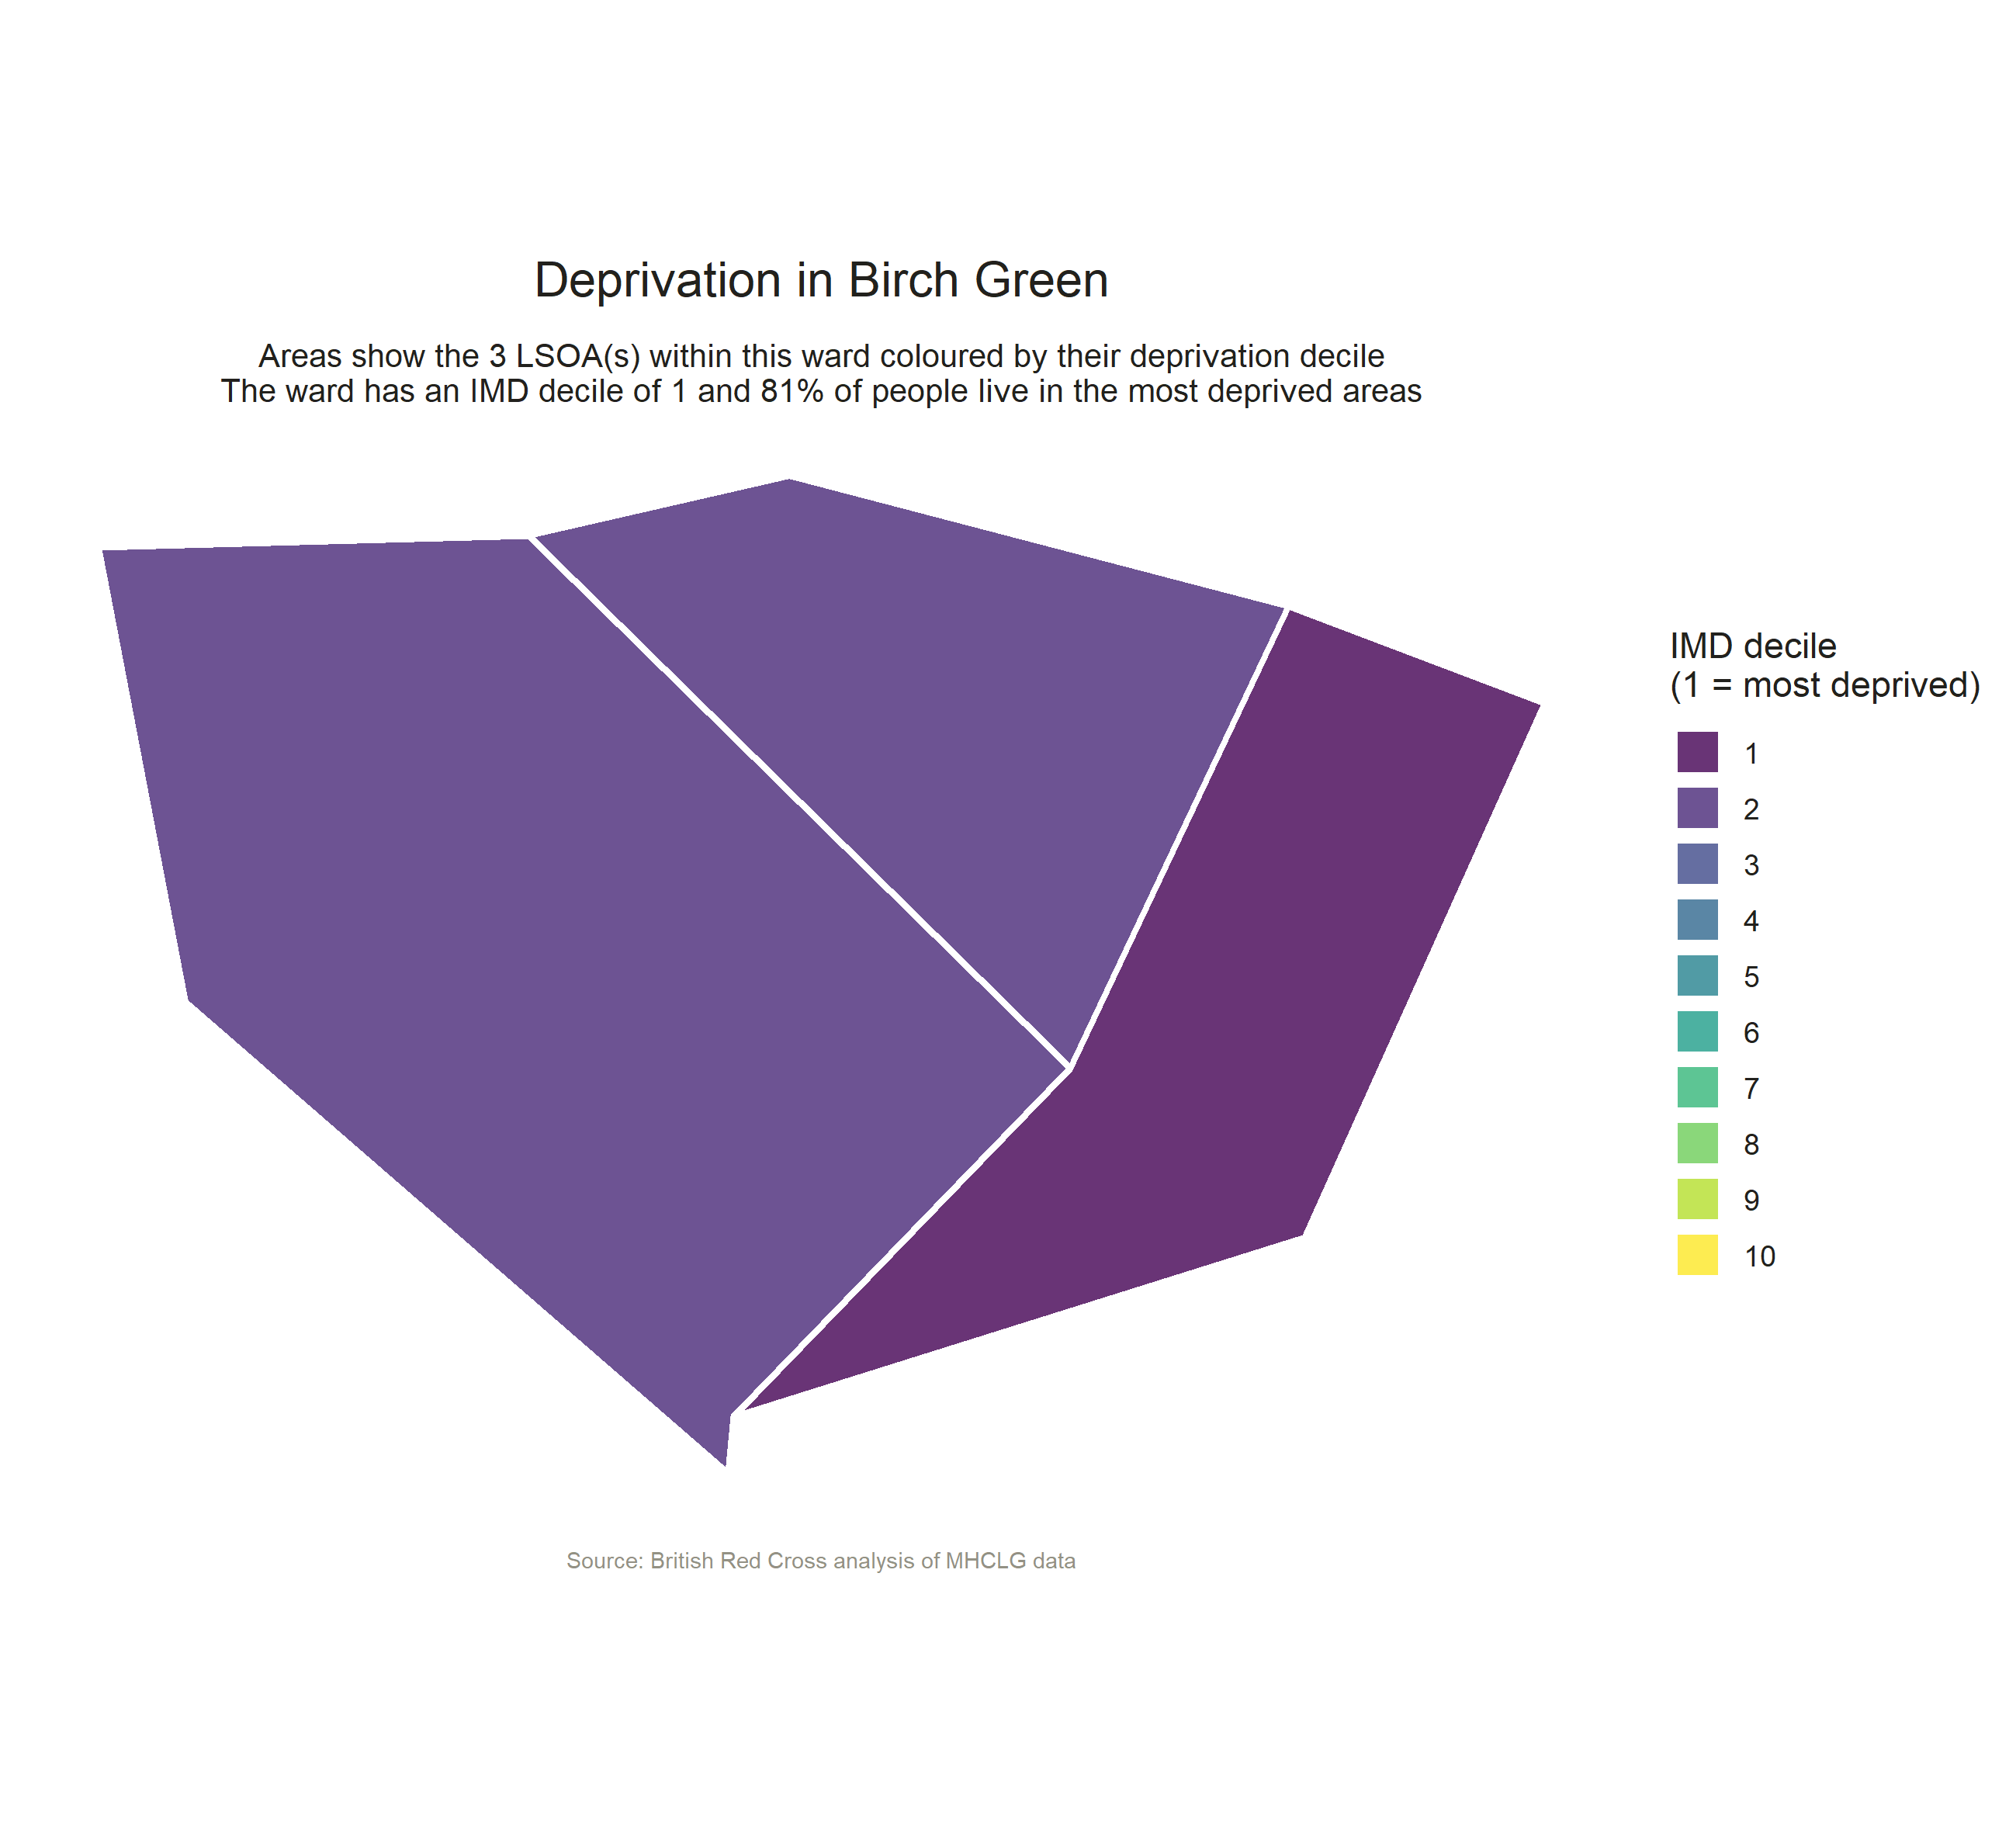 Deprivation in Birch Green
Areas show the 3 LSOA(s) within this ward coloured by their deprivation decile
The ward has an IMD decile of 1 and 81% of people live in the most deprived areas
IMD decile
(1 = most deprived)
1
2
3
4
5
6
7
8
9
10
Source: British Red Cross analysis of MHCLG data